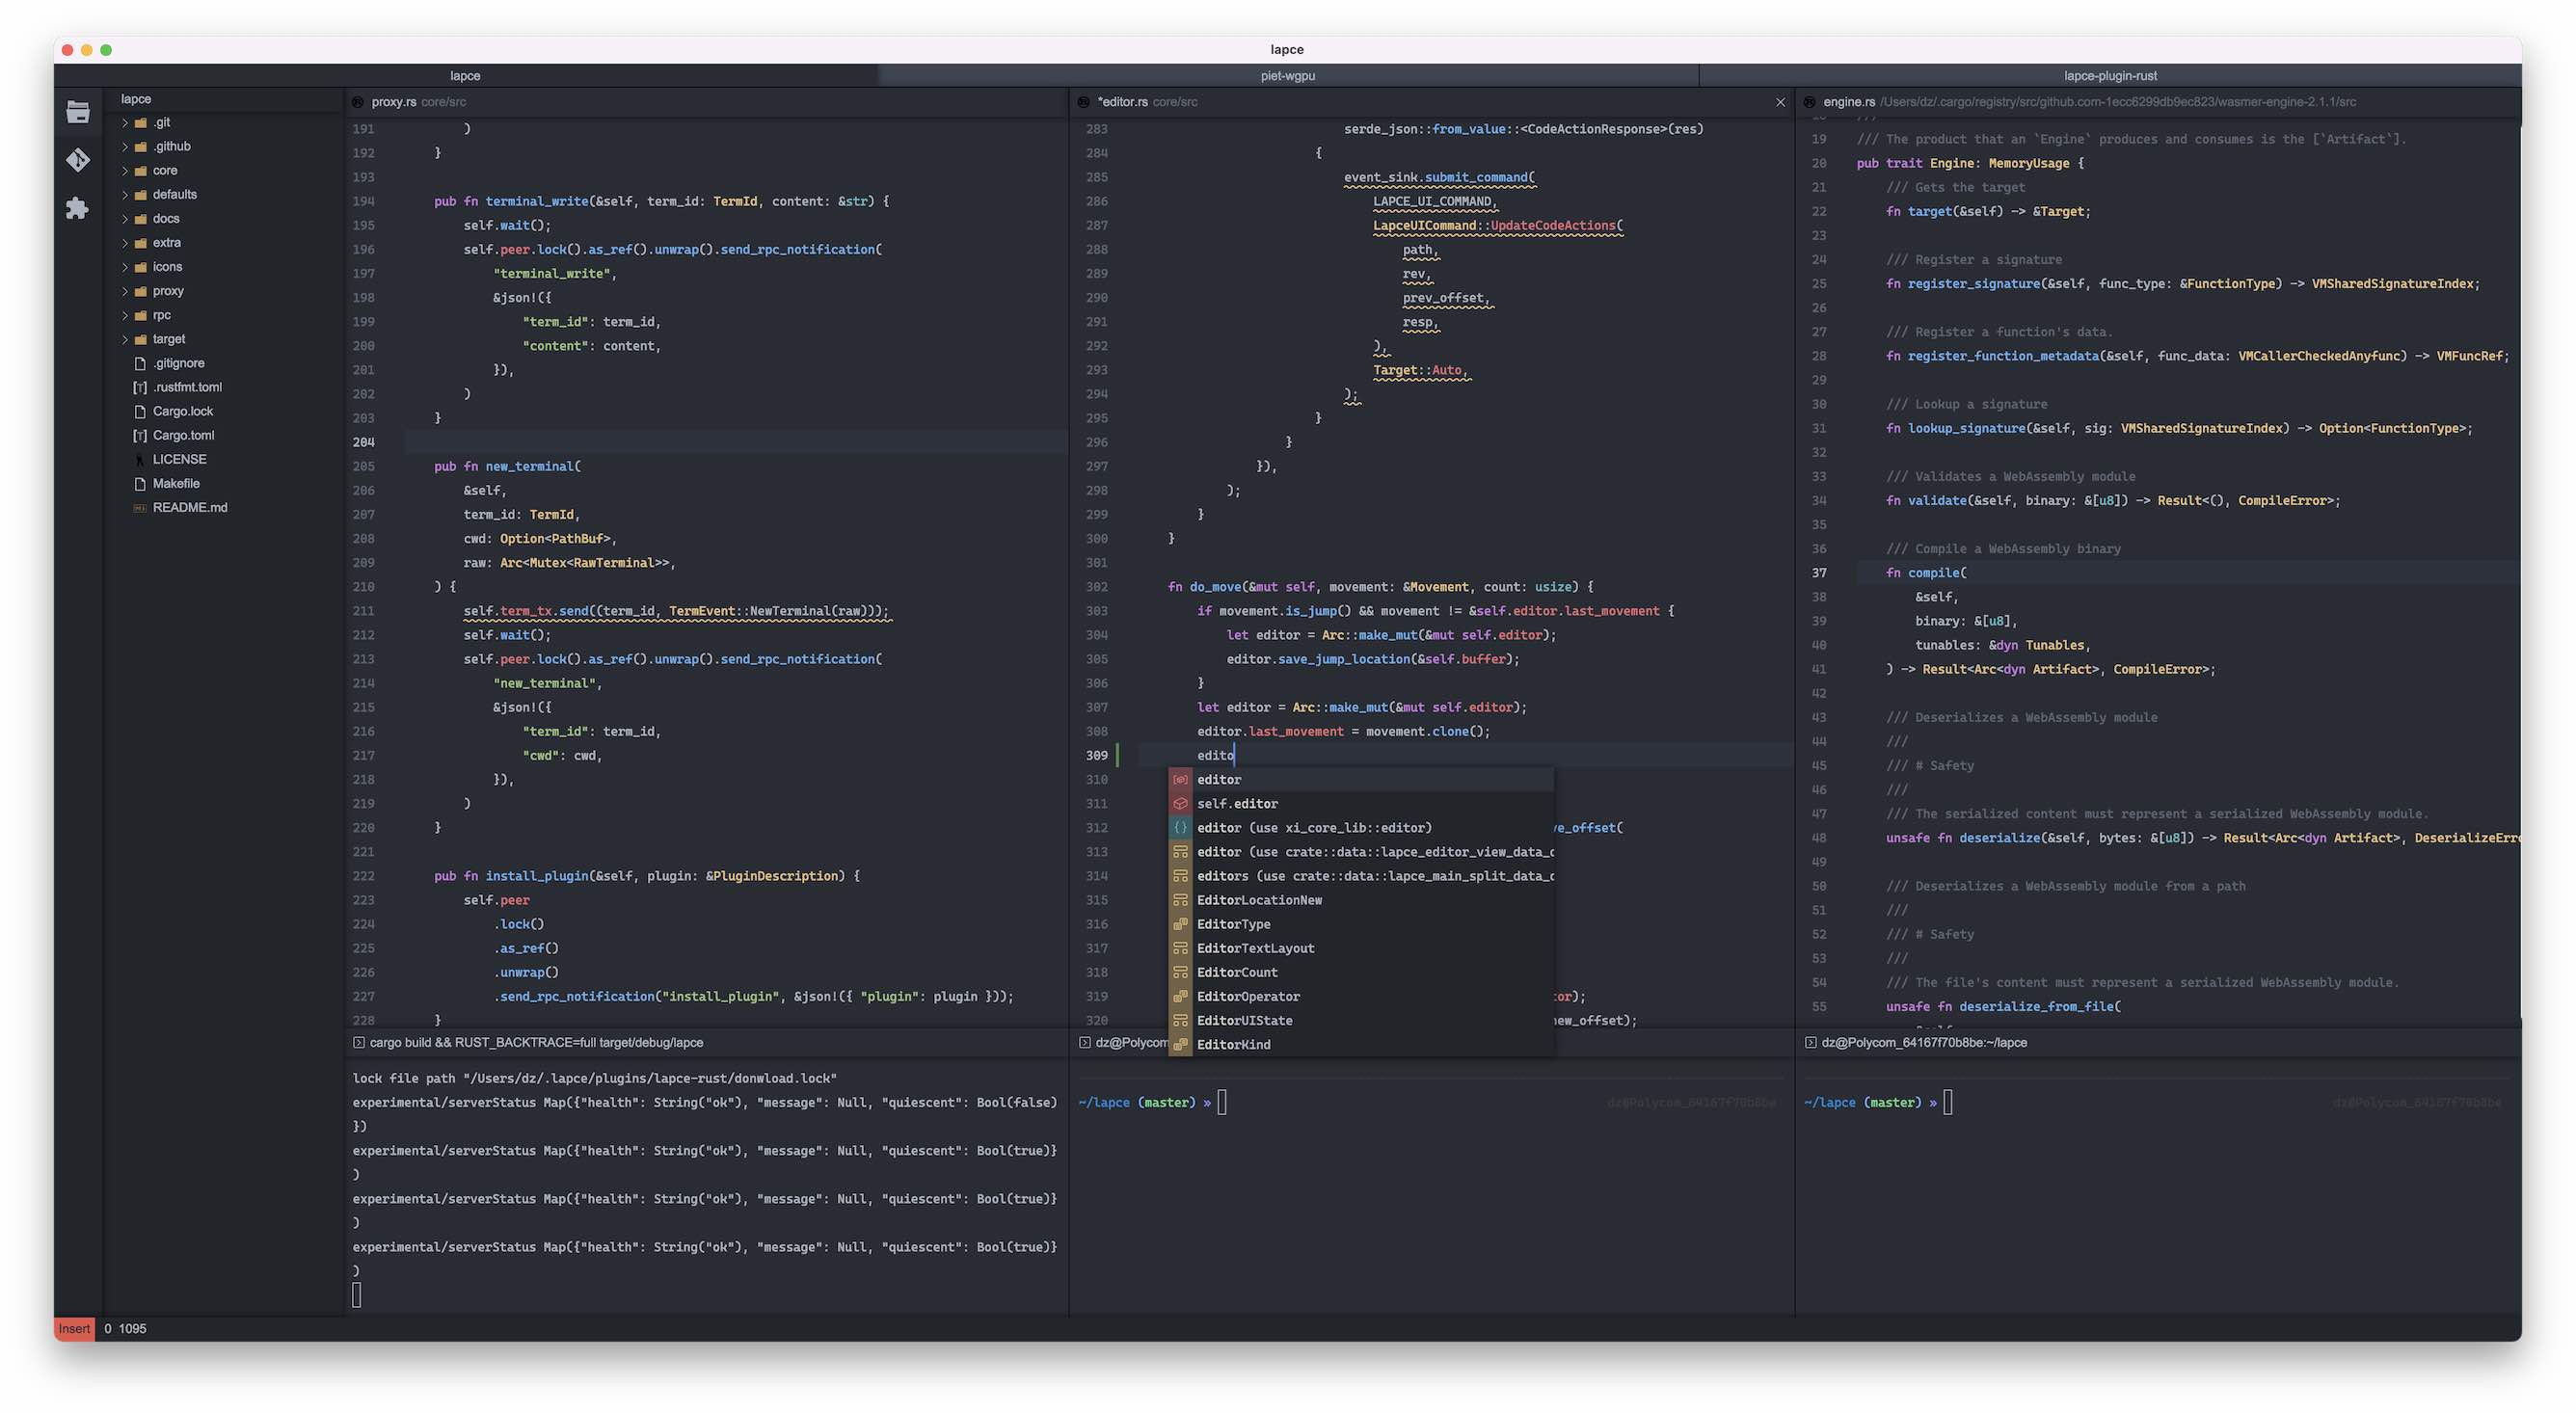 lapce
lapce
piet-wgpu
lapce-plugin-rust
lapce
.git
.github
core
defaults
docs
extra
icons
proxy
rpc
target
.gitignore
[T] .rustfmt.toml
Cargo.lock
[T] Cargo.toml
LICENSE
Makefile
README.md
proxy.rs core/src
191 )
192 }
193
194 pub fn terminal_write(&self, term_id: TermId, content: &str) {
195 self.wait();
196 self.peer.lock().as_ref().unwrap().send_rpc_notification(
197 "terminal_write",
198 &json!({
199 "term_id": term_id,
200 "content": content,
201 }),
202 )
203 }
204
205 pub fn new_terminal(
206 &self,
207 term_id: TermId,
208 cwd: Option<PathBuf>,
209 raw: Arc<Mutex<RawTerminal>>,
210 ) {
211 self.term_tx.send((term_id, TermEvent::NewTerminal(raw)));
212 self.wait();
213 self.peer.lock().as_ref().unwrap().send_rpc_notification(
214 "new_terminal",
215 &json!({
216 "term_id": term_id,
217 "cwd": cwd,
218 }),
219 )
220 }
221
222 pub fn install_plugin(&self, plugin: &PluginDescription) {
223 self.peer
224 .lock()
225 .as_ref()
226 .unwrap()
227 .send_rpc_notification("install_plugin", &json!({ "plugin": plugin }));
228 }
*editor.rs core/src
283 serde_json::from_value::<CodeActionResponse>(res)
284 {
285 event_sink.submit_command(
286 LAPCE_UI_COMMAND,
287 LapceUICommand::UpdateCodeActions(
288 path,
289 rev,
290 prev_offset,
291 resp,
292 ),
293 Target::Auto,
294 );
295 }
296 }
297 }),
298 );
299 }
300 }
301
302 fn do_move(&mut self, movement: &Movement, count: usize) {
303 if movement.is_jump() && movement != &self.editor.last_movement {
304 let editor = Arc::make_mut(&mut self.editor);
305 editor.save_jump_location(&self.buffer);
306 }
307 let editor = Arc::make_mut(&mut self.editor);
308 editor.last_movement = movement.clone();
309 edito
310 editor
311 self.editor
312 {} editor (use xi_core_lib::editor) ve_offset(
313 editor (use crate::data::lapce_editor_view_data_
314 editors (use crate::data::lapce_main_split_data_
315 EditorLocationNew
316 EditorType
317 EditorTextLayout
318 EditorCount
319 EditorOperator tor);
320 EditorUIState new_offset);
EditorKind
engine.rs /Users/dz/.cargo/registry/src/github.com-1ecc6299db9ec823/wasmer-engine-2.1.1/src
19 /// The product that an `Engine` produces and consumes is the [`Artifact`].
20 pub trait Engine: MemoryUsage {
21 /// Gets the target
22 fn target(&self) -> &Target;
23
24 /// Register a signature
25 fn register_signature(&self, func_type: &FunctionType) -> VMSharedSignatureIndex;
26
27 /// Register a function's data.
28 fn register_function_metadata(&self, func_data: VMCallerCheckedAnyfunc) -> VMFuncRef;
29
30 /// Lookup a signature
31 fn lookup_signature(&self, sig: VMSharedSignatureIndex) -> Option<FunctionType>;
32
33 /// Validates a WebAssembly module
34 fn validate(&self, binary: &[u8]) -> Result<(), CompileError>;
35
36 /// Compile a WebAssembly binary
37 fn compile(
38 &self,
39 binary: &[u8],
40 tunables: &dyn Tunables,
41 ) -> Result<Arc<dyn Artifact>, CompileError>;
42
43 /// Deserializes a WebAssembly module
44 ///
45 /// # Safety
46 ///
47 /// The serialized content must represent a serialized WebAssembly module.
48 unsafe fn deserialize(&self, bytes: &[u8]) -> Result<Arc<dyn Artifact>, DeserializeErr
49
50 /// Deserializes a WebAssembly module from a path
51 ///
52 /// # Safety
53 ///
54 /// The file's content must represent a serialized WebAssembly module.
55 unsafe fn deserialize_from_file(
cargo build && RUST_BACKTRACE=full target/debug/lapce
lock file path "/Users/dz/.lapce/plugins/lapce-rust/donwload.lock"
experimental/serverStatus Map({"health": String("ok"), "message": Null, "quiescent": Bool(false)
})
experimental/serverStatus Map({"health": String("ok"), "message": Null, "quiescent": Bool(true)}
)
experimental/serverStatus Map({"health": String("ok"), "message": Null, "quiescent": Bool(true)}
)
experimental/serverStatus Map({"health": String("ok"), "message": Null, "quiescent": Bool(true)}
)
dz@Polycom
~/lapce (master) » dz@Polycom_64167f70b8be
dz@Polycom_64167f70b8be:~/lapce
~/lapce (master) » dz@Polycom_64167f70b8be
Insert 0 1095